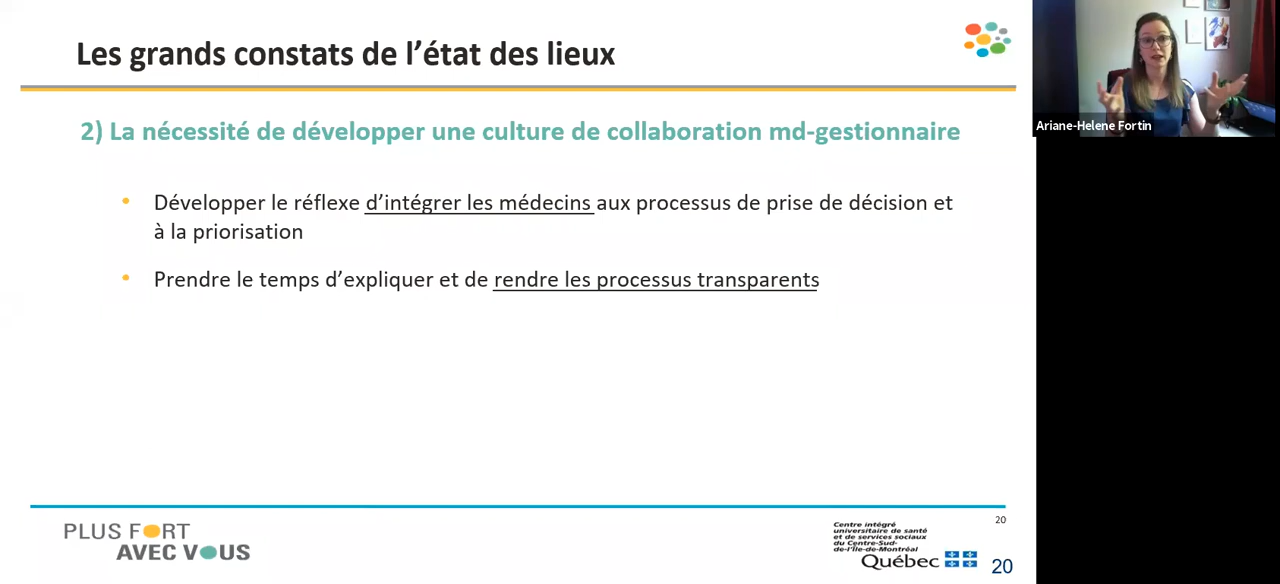 Les grands constats de l’état des lieux
2) La nécessité de développer une culture de collaboration md-gestionnaire
• Développer le réflexe d’intégrer les médecins aux processus de prise de décision et
à la priorisation
• Prendre le temps d’expliquer et de rendre les processus transparents
Ariane-Helene Fortin
PLUS FORT
AVEC VOUS
Centre intégré
universitaire de santé
et de services sociaux
du Centre-Sud-
de-l'Île-de-Montréal
Québec
20
20